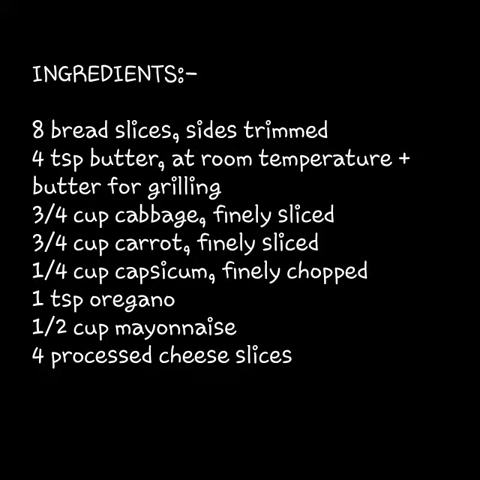 INGREDIENTS:-
8 bread slices, sides trimmed
4 tsp butter, at room temperature +
butter for grilling
3/4 cup cabbage, finely sliced
3/4 cup carrot, finely sliced
1/4 cup capsicum, finely chopped
1 tsp oregano
1/2 cup mayonnaise
4 processed cheese slices